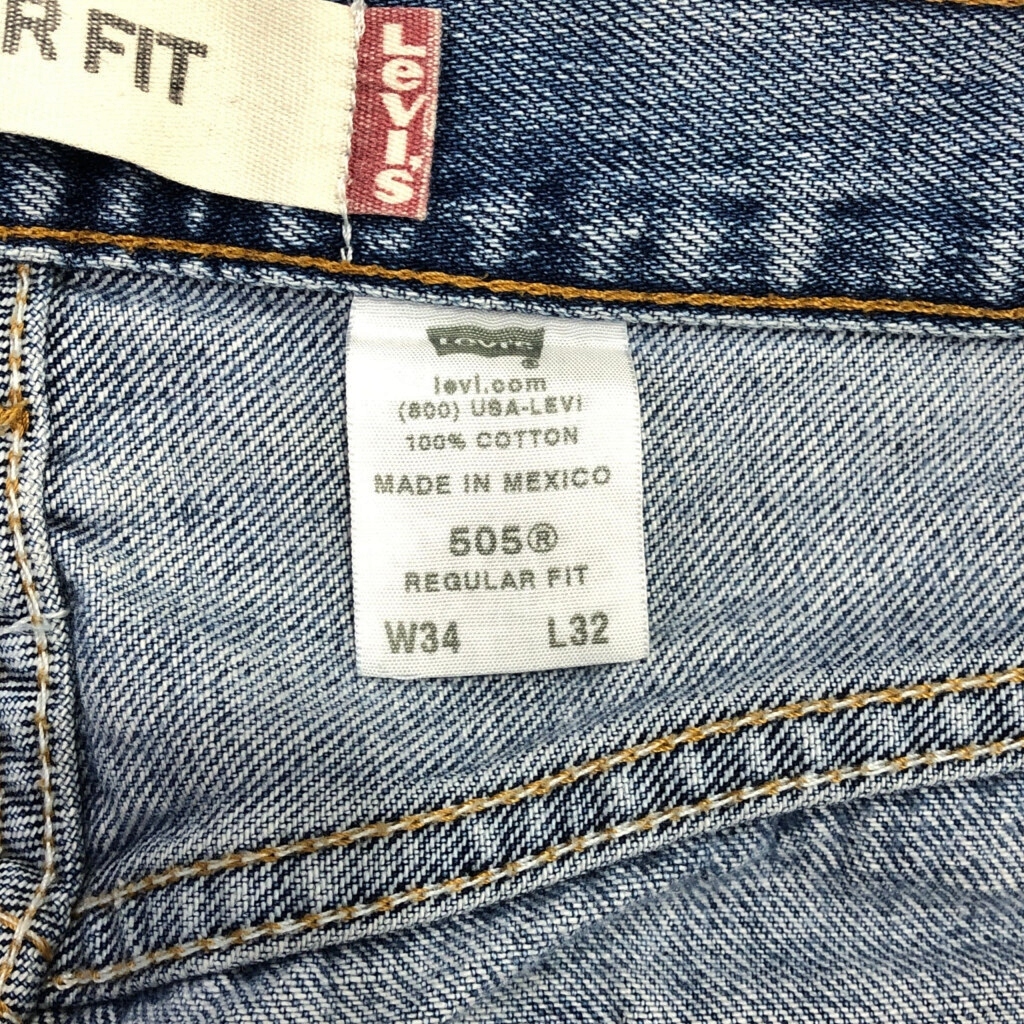 R FIT
Levi's
Levi's
levi.com
(800) USA-LEVI
100% COTTON
MADE IN MEXICO
505®
REGULAR FIT
W34 L32